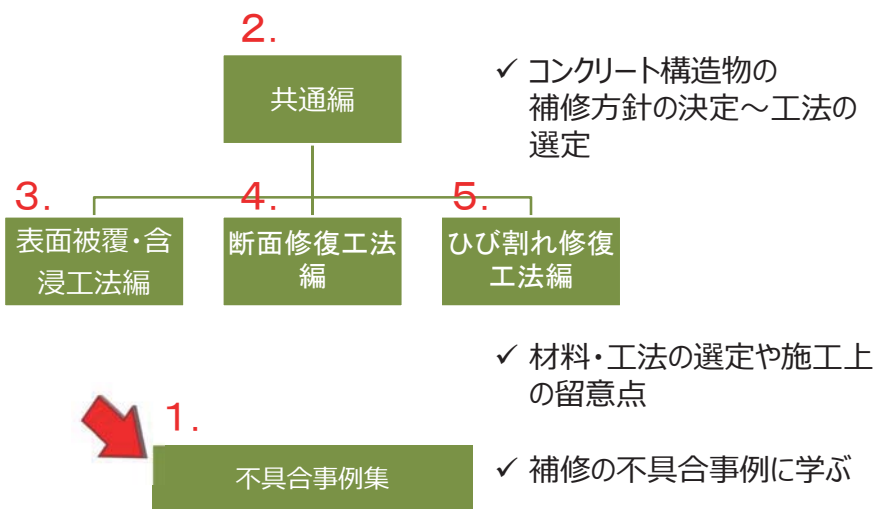 2.
共通編
✓ コンクリート構造物の
補修方針の決定～工法の
選定
3.
表面被覆・含
浸工法編
4.
断面修復工法
編
5.
ひび割れ修復
工法編
✓ 材料・工法の選定や施工上
の留意点
1.
不具合事例集
✓ 補修の不具合事例に学ぶ